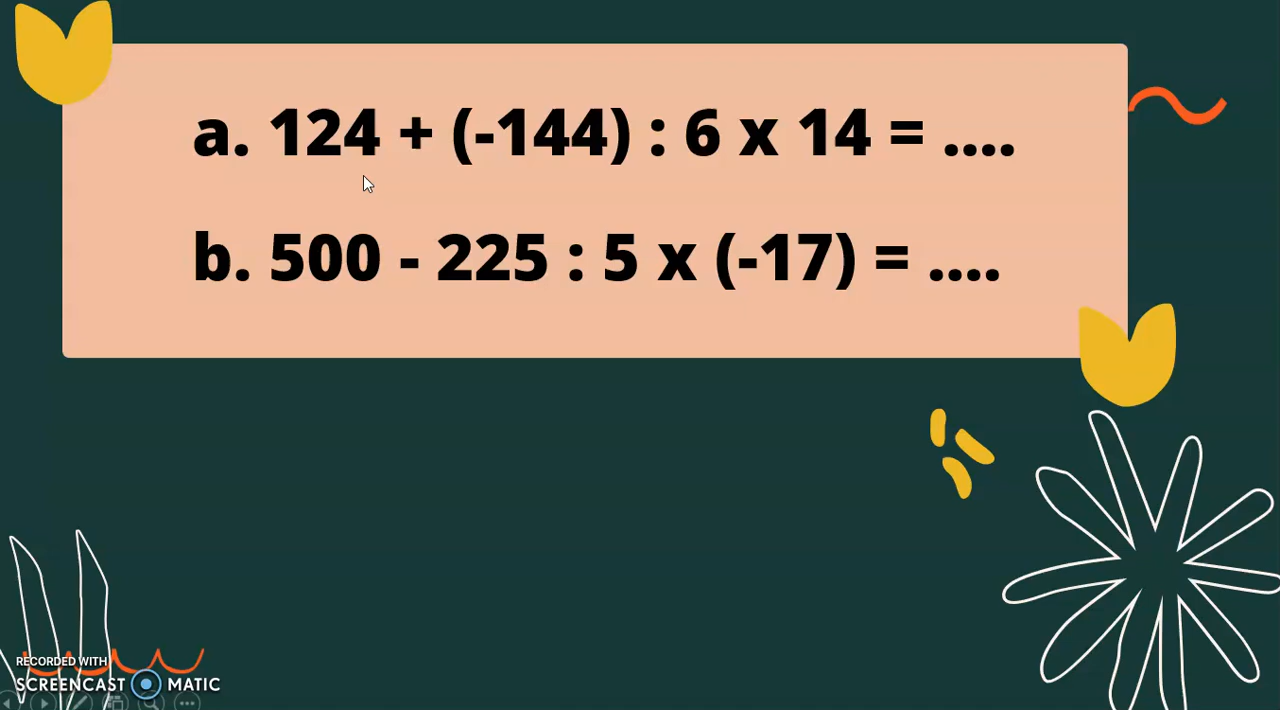 a. 124 + (-144) : 6 x 14 = ....
b. 500 - 225 : 5 x (-17) = ....
RECORDED WITH
SCREENCAST MATIC